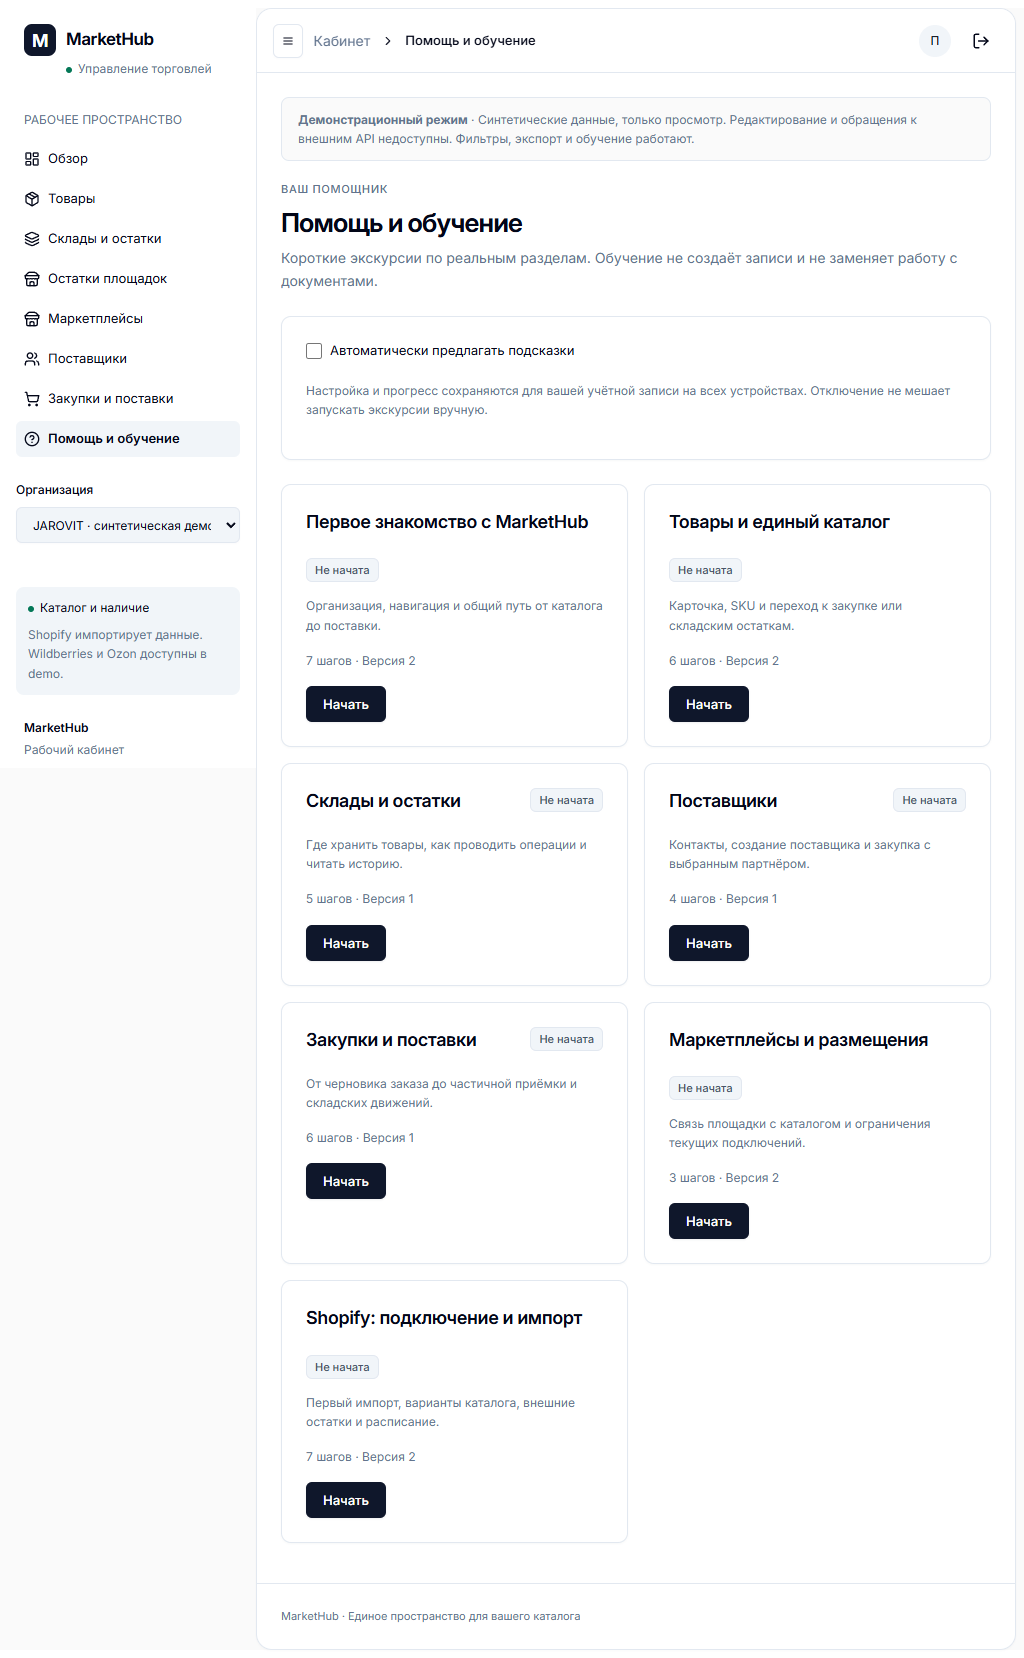 M MarketHub
Управление торговлей
РАБОЧЕЕ ПРОСТРАНСТВО
Обзор
Товары
Склады и остатки
Остатки площадок
Маркетплейсы
Поставщики
Закупки и поставки
Помощь и обучение
Организация
JAROVIT · синтетическая демо
Каталог и наличие
Shopify импортирует данные.
Wildberries и Ozon доступны в
demo.
MarketHub
Рабочий кабинет
Кабинет > Помощь и обучение
П
Демонстрационный режим · Синтетические данные, только просмотр. Редактирование и обращения к
внешним API недоступны. Фильтры, экспорт и обучение работают.
ВАШ ПОМОЩНИК
Помощь и обучение
Короткие экскурсии по реальным разделам. Обучение не создаёт записи и не заменяет работу с
документами.
Автоматически предлагать подсказки
Настройка и прогресс сохраняются для вашей учётной записи на всех устройствах. Отключение не мешает
запускать экскурсии вручную.
Первое знакомство с MarketHub
Не начата
Организация, навигация и общий путь от каталога
до поставки.
7 шагов · Версия 2
Начать
Товары и единый каталог
Не начата
Карточка, SKU и переход к закупке или
складским остаткам.
6 шагов · Версия 2
Начать
Склады и остатки
Не начата
Где хранить товары, как проводить операции и
читать историю.
5 шагов · Версия 1
Начать
Поставщики
Не начата
Контакты, создание поставщика и закупка с
выбранным партнёром.
4 шагов · Версия 1
Начать
Закупки и поставки
Не начата
От черновика заказа до частичной приёмки и
складских движений.
6 шагов · Версия 1
Начать
Маркетплейсы и размещения
Не начата
Связь площадки с каталогом и ограничения
текущих подключений.
3 шагов · Версия 2
Начать
Shopify: подключение и импорт
Не начата
Первый импорт, варианты каталога, внешние
остатки и расписание.
7 шагов · Версия 2
Начать
MarketHub · Единое пространство для вашего каталога